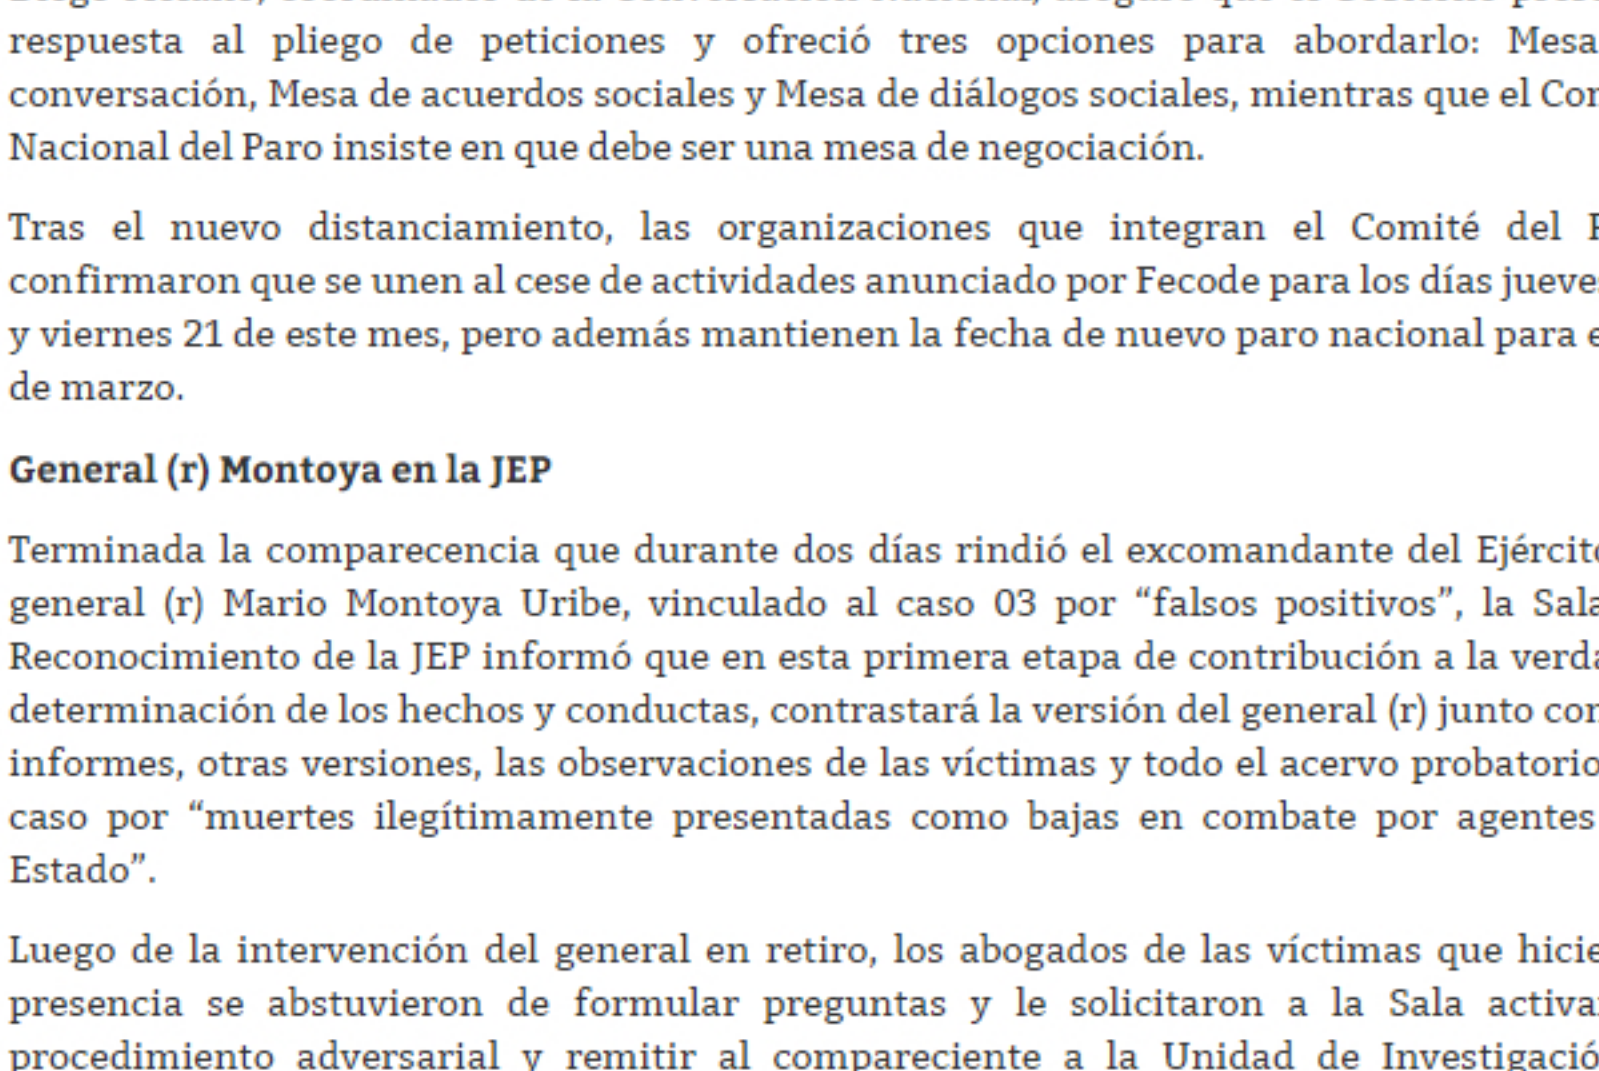 respuesta al pliego de peticiones y ofreció tres opciones para abordarlo: Mesa
conversación, Mesa de acuerdos sociales y Mesa de diálogos sociales, mientras que el
Nacional del Paro insiste en que debe ser una mesa de negociación.
Tras el nuevo distanciamiento, las organizaciones que integran el Comité del
confirmaron que se unen al cese de actividades anunciado por Fecode para los días
y viernes 21 de este mes, pero además mantienen la fecha de nuevo paro nacional para
de marzo.
General (r) Montoya en la JEP
Terminada la comparecencia que durante dos días rindió el excomandante del
general (r) Mario Montoya Uribe, vinculado al caso 03 por “falsos positivos”, la Sala
Reconocimiento de la JEP informó que en esta primera etapa de contribución a la
determinación de los hechos y conductas, contrastará la versión del general (r) junto
informes, otras versiones, las observaciones de las víctimas y todo el acervo probatorio
caso por “muertes ilegítimamente presentadas como bajas en combate por agentes
Estado”.
Luego de la intervención del general en retiro, los abogados de las víctimas que
presencia se abstuvieron de formular preguntas y le solicitaron a la Sala
procedimiento adversarial y remitir al compareciente a la Unidad de